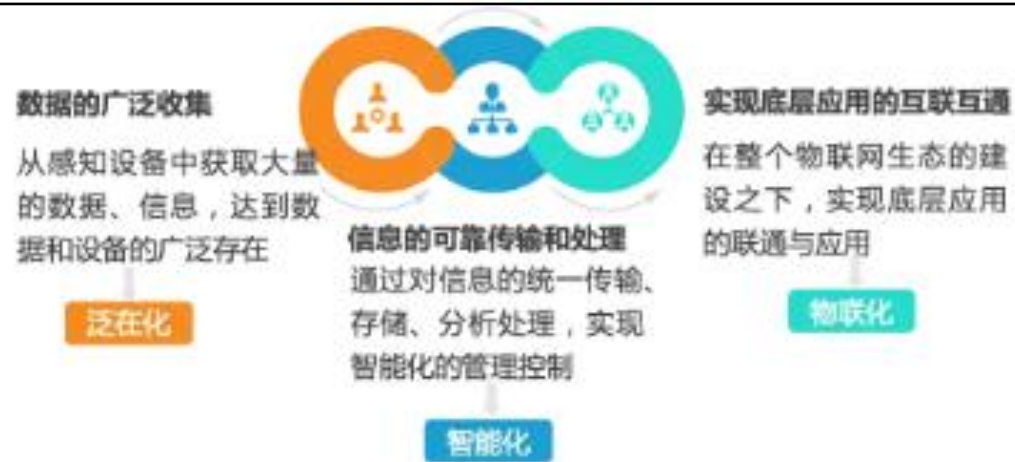 数据的广泛收集
从感知设备中获取大量
的数据、信息，达到数
据和设备的广泛存在
泛在化
信息的可靠传输和处理
通过对信息的统一传输、
存储、分析处理，实现
智能化的管理控制
智能化
实现底层应用的互联互通
在整个物联网生态的建
设之下，实现底层应用
的联通与应用
物联化